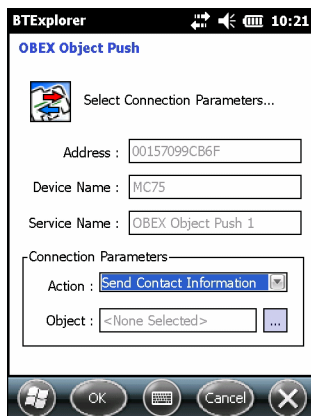 BTExplorer 10:21
OBEX Object Push
Select Connection Parameters...
Address : 00157099CB6F
Device Name : MC75
Service Name : OBEX Object Push 1
Connection Parameters
Action : Send Contact Information
Object : <None Selected> ...
OK Cancel